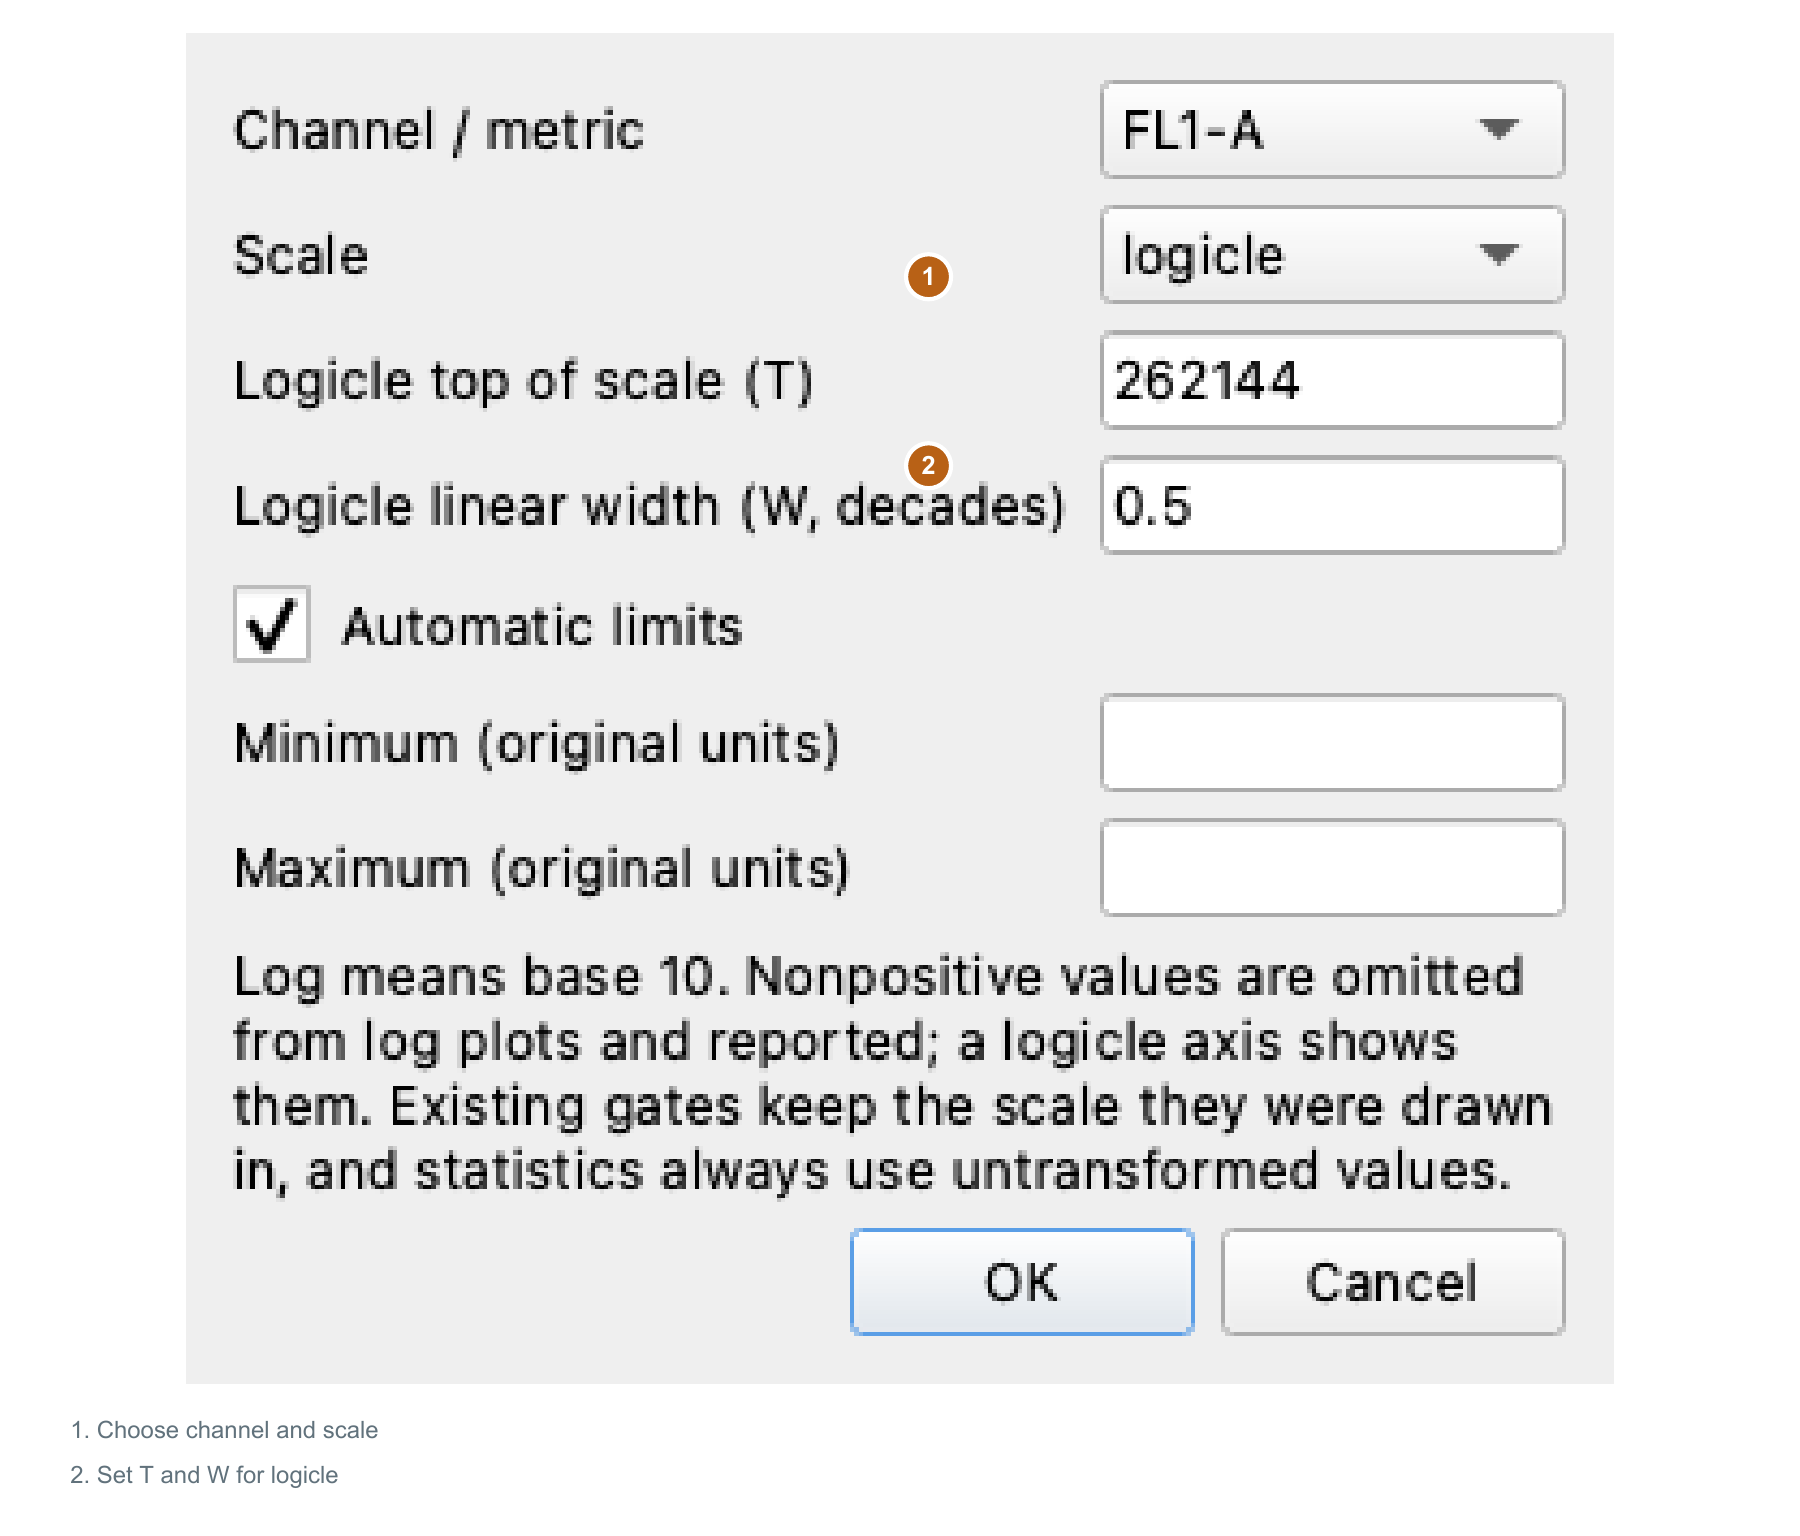 Channel / metric FL1-A
Scale logicle
1
Logicle top of scale (T) 262144
2
Logicle linear width (W, decades) 0.5
Automatic limits
Minimum (original units)
Maximum (original units)
Log means base 10. Nonpositive values are omitted
from log plots and reported; a logicle axis shows
them. Existing gates keep the scale they were drawn
in, and statistics always use untransformed values.
OK Cancel
1. Choose channel and scale
2. Set T and W for logicle